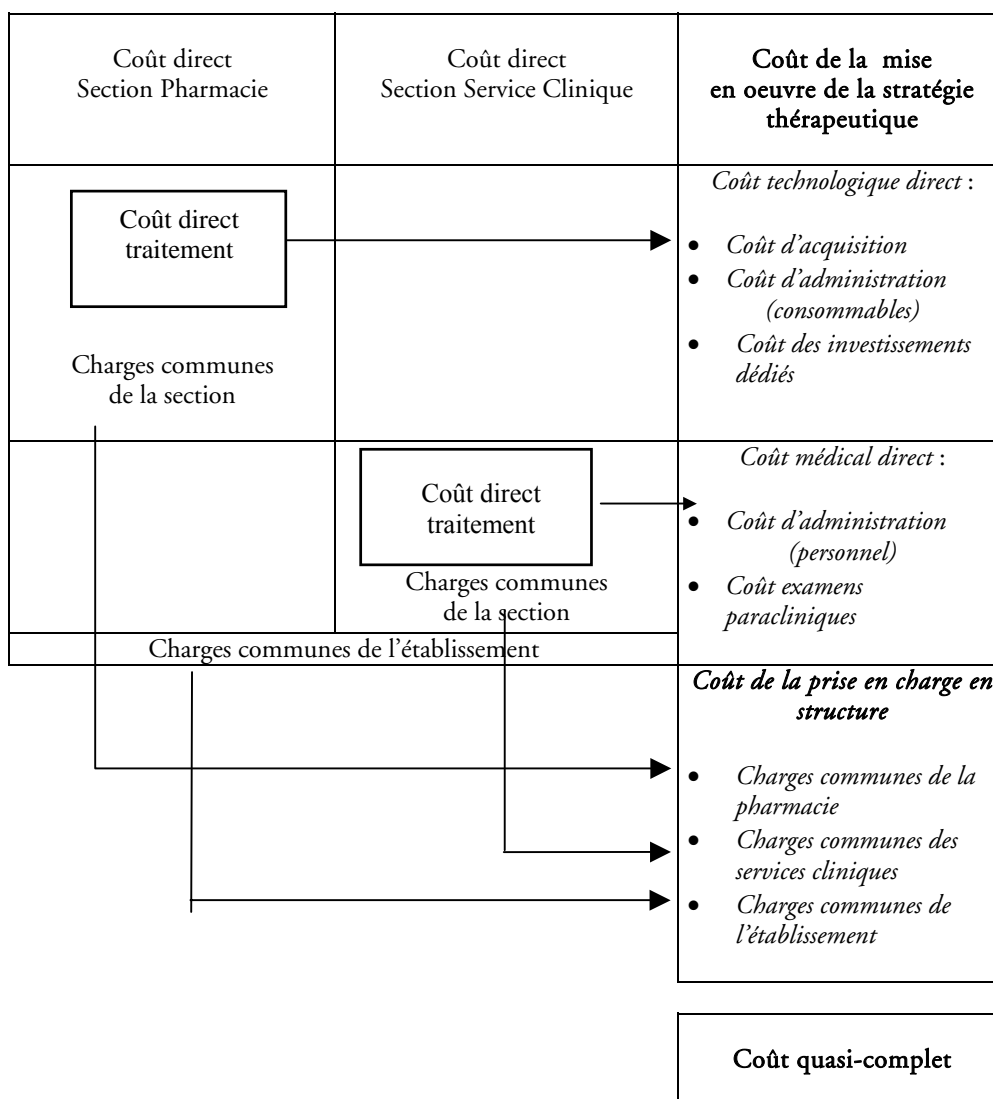 Coût direct
Section Pharmacie
Coût direct
Section Service Clinique
Coût de la mise
en oeuvre de la stratégie
thérapeutique
Coût direct
traitement
Charges communes
de la section
Coût technologique direct :
• Coût d'acquisition
• Coût d'administration
(consommables)
• Coût des investissements
dédiés
Coût direct
traitement
Charges communes
de la section
Coût médical direct :
• Coût d'administration
(personnel)
• Coût examens
paracliniques
Charges communes de l'établissement
Coût de la prise en charge en
structure
• Charges communes de la
pharmacie
• Charges communes des
services cliniques
• Charges communes de
l'établissement
Coût quasi-complet